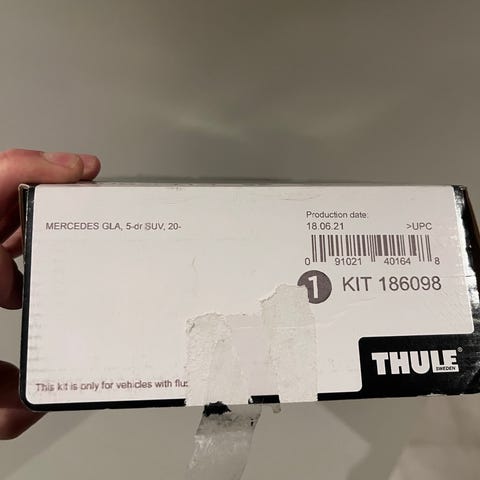 MERCEDES GLA, 5-dr SUV, 20-
Production date:
18.06.21 >UPC
0 91021 40164 8
1 KIT 186098
THULE®
SWEDEN
This kit is only for vehicles with